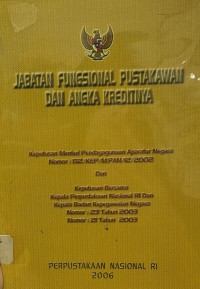 JABATAN FUNGSIONAL PUSTAKAWAN
DAN ANGKA KREDITNYA
Keputusan Menteri Pendayagunaan Aparatur Negara
Nomor : 132/KEP/M.PAN/12/2002
Dan
Keputusan Bersama
Kepala Perpustakaan Nasional RI Dan
Kepala Badan Kepegawaian Negara
Nomor : 23 Tahun 2003
Nomor : 21 Tahun 2003
PERPUSTAKAAN NASIONAL RI
2006